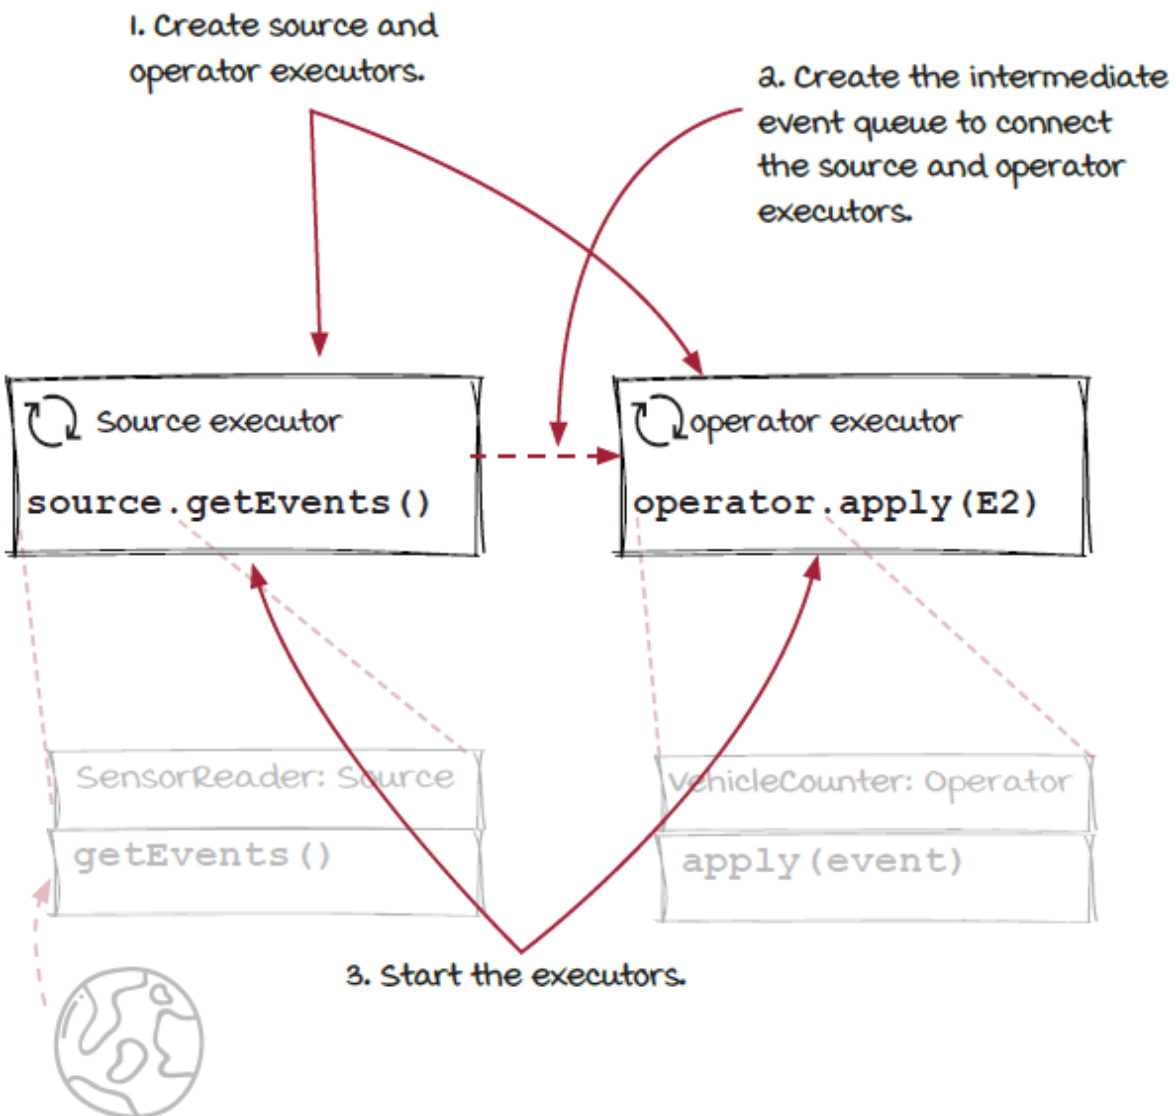 1. Create source and
operator executors.
2. Create the intermediate
event queue to connect
the source and operator
executors.
Source executor
source.getEvents()
operator executor
operator.apply(E2)
SensorReader: Source
getEvents()
VehicleCounter: Operator
apply(event)
3. Start the executors.